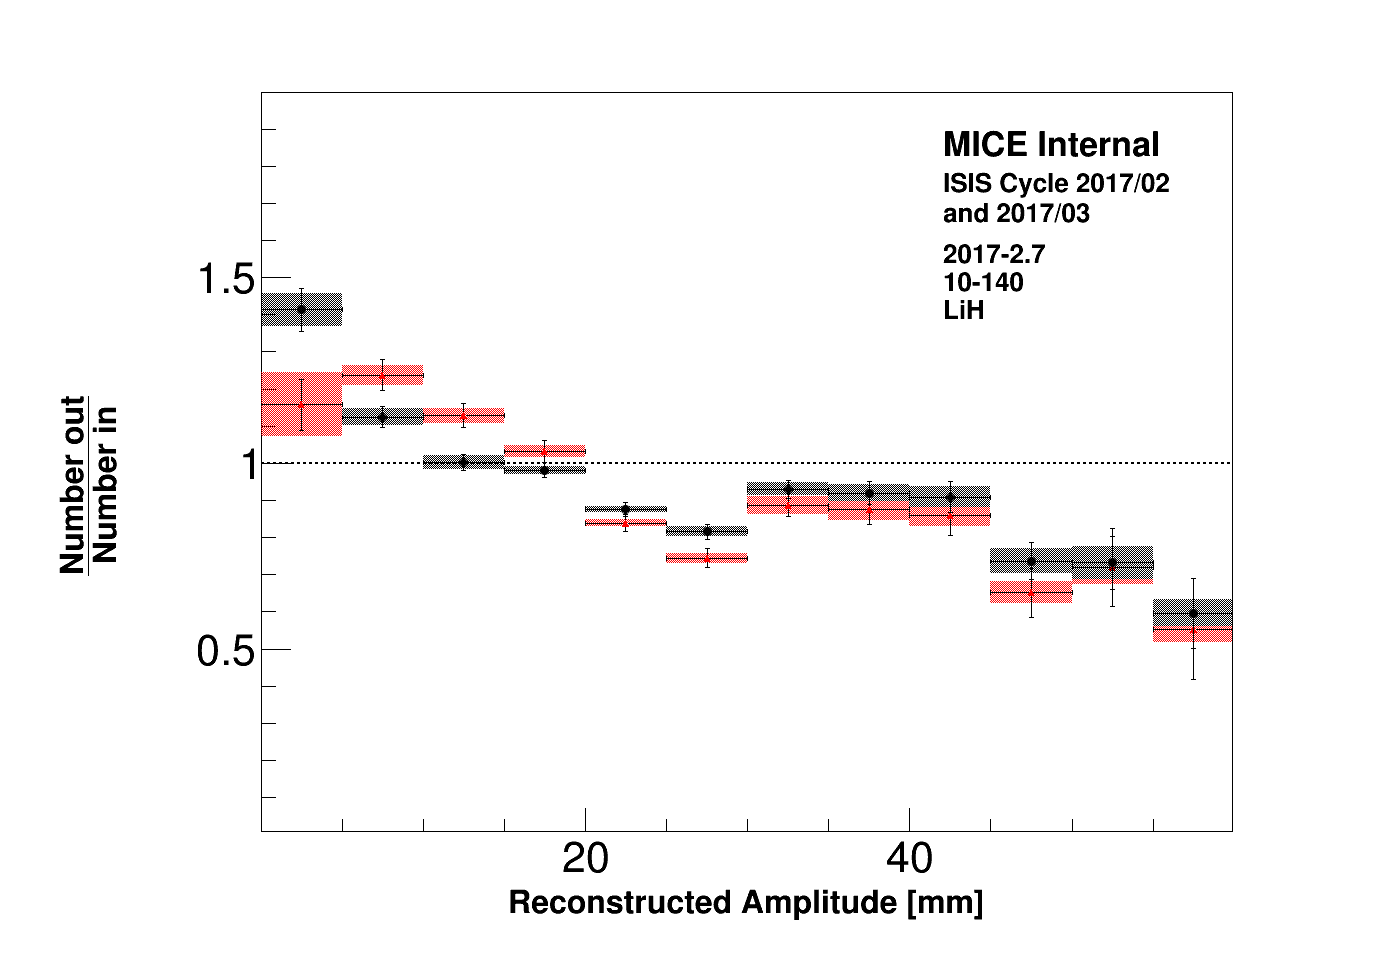 MICE Internal
ISIS Cycle 2017/02
and 2017/03
2017-2.7
10-140
LiH
1.5
1
0.5
Number out
Number in
20
40
Reconstructed Amplitude [mm]